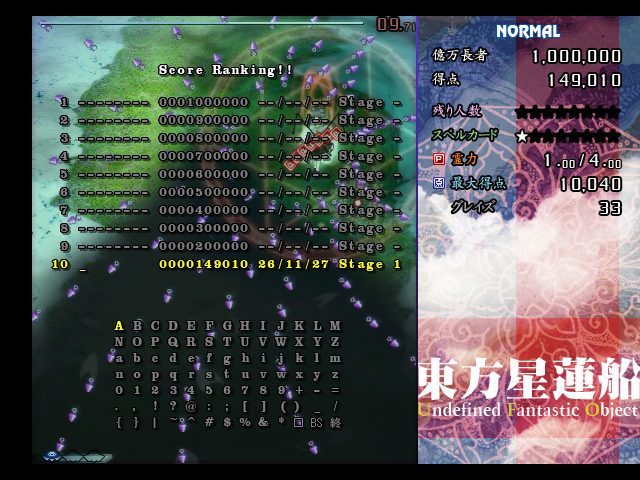 09.71
NORMAL
Score Ranking!!
1 -------- 0001000000 --/--/-- Stage -
2 -------- 0000900000 --/--/-- Stage -
3 -------- 0000800000 --/--/-- Stage -
4 -------- 0000700000 --/--/-- Stage -
5 -------- 0000600000 --/--/-- Stage -
6 -------- 0000500000 --/--/-- Stage -
7 -------- 0000400000 --/--/-- Stage -
8 -------- 0000300000 --/--/-- Stage -
9 -------- 0000200000 --/--/-- Stage -
10 _ 0000149010 26/11/27 Stage 1
A B C D E F G H I J K L M
N O P Q R S T U V W X Y Z
a b c d e f g h i j k l m
n o p q r s t u v w x y z
0 1 2 3 4 5 6 7 8 9 + - =
. , ! ? @ : ; [ ] ( ) _ /
{ } | ~ ^ # $ % & * BS 終
億万長者 1,000,000
得点 149,010
残り人数
スペルカード
P 霊力 1.00/4.00
点 最大得点 10,040
グレイズ 33
東方星蓮船
Undefined Fantastic Object